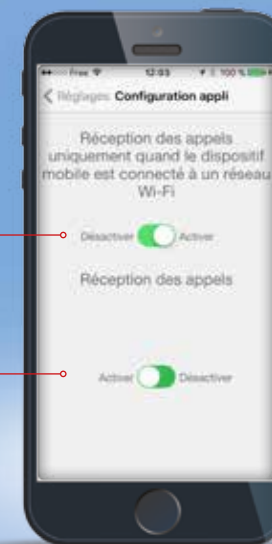 Free 12:03 100 %
Réglages Configuration appli
Réception des appels
uniquement quand le dispositif
mobile est connecté à un réseau
Wi-Fi
Désactiver Activer
Réception des appels
Activer Désactiver